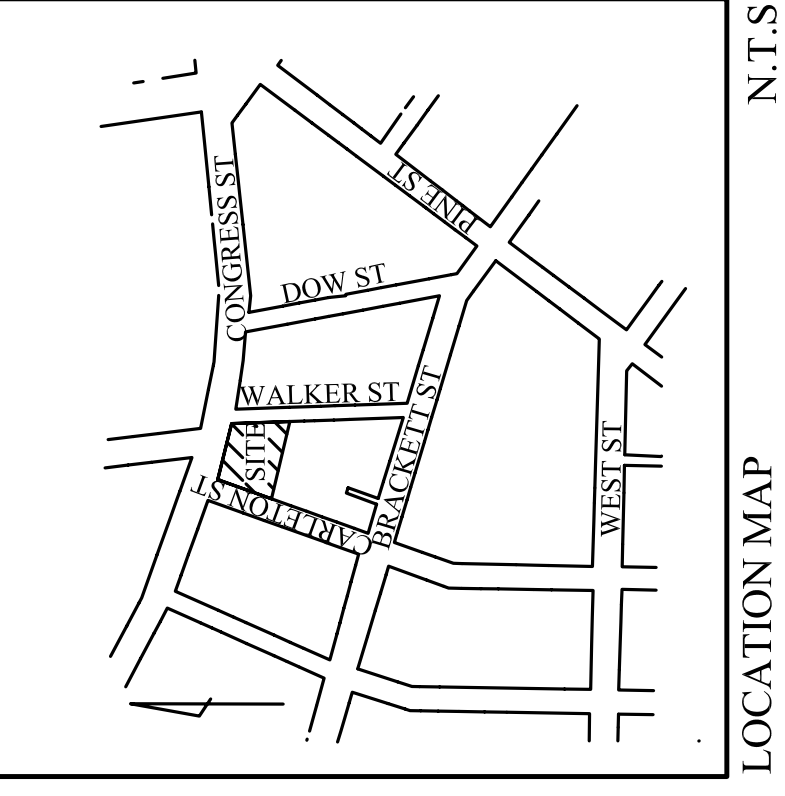 N.T.S
PINE ST
CONGRESS ST
DOW ST
WALKER ST
BRACKETT ST
SITE
WEST ST
CARLETON ST
LOCATION MAP